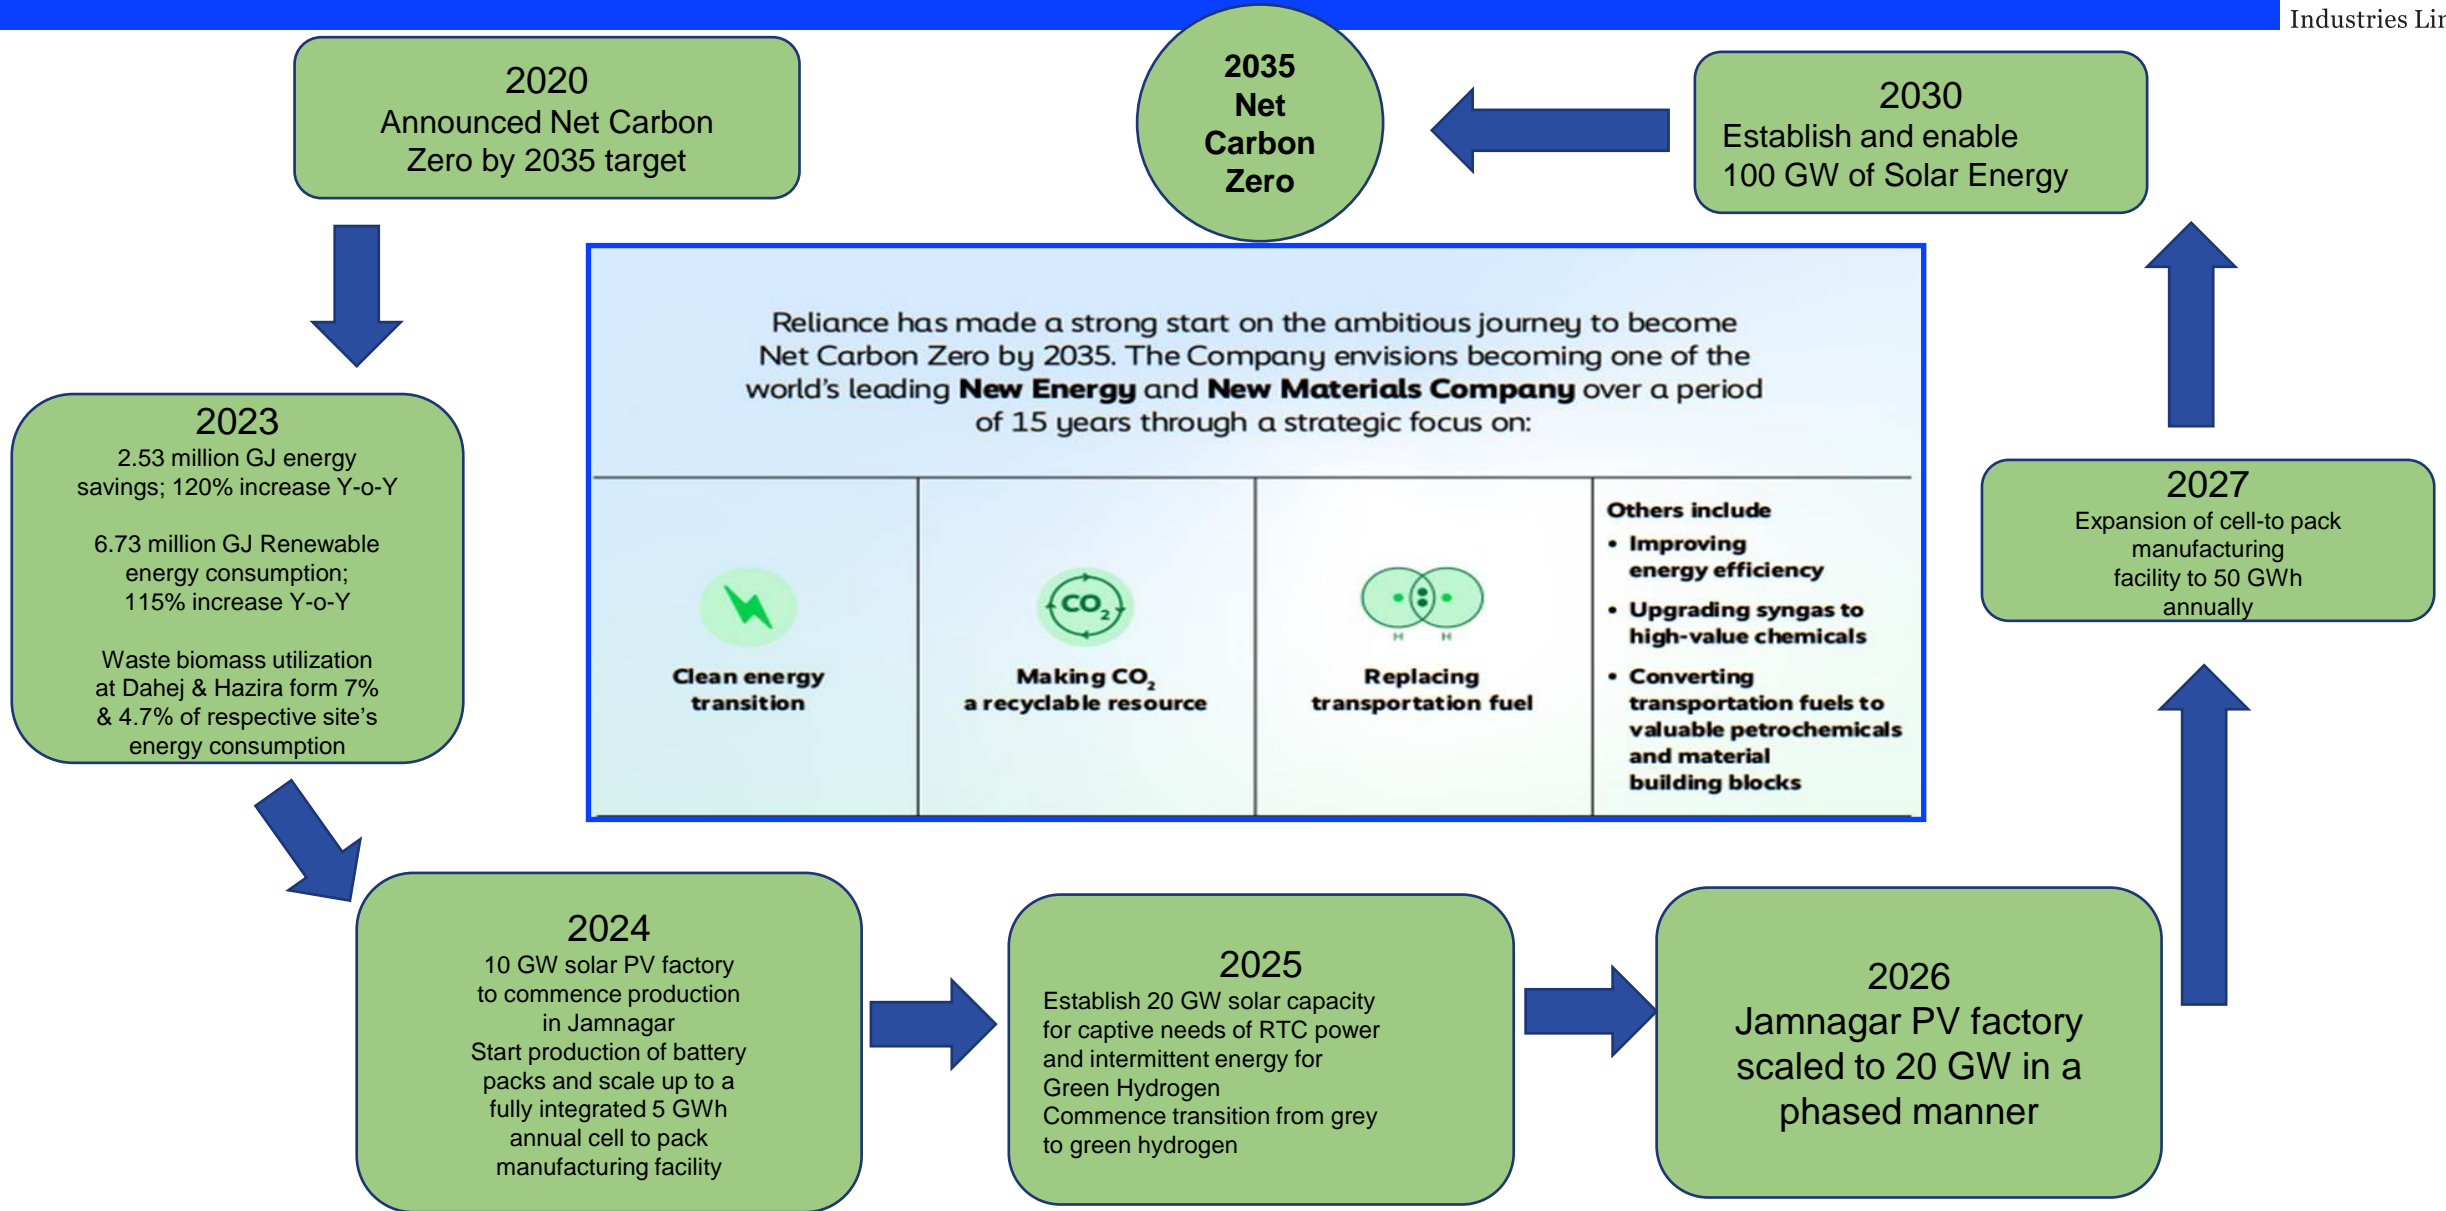 Industries Lir
2020
Announced Net Carbon
Zero by 2035 target
2035
Net
Carbon
Zero
2030
Establish and enable
100 GW of Solar Energy
Reliance has made a strong start on the ambitious journey to become
Net Carbon Zero by 2035. The Company envisions becoming one of the
world's leading New Energy and New Materials Company over a period
of 15 years through a strategic focus on:
Clean energy
transition
CO2
Making CO2
a recyclable resource
H H
Replacing
transportation fuel
Others include
• Improving
energy efficiency
• Upgrading syngas to
high-value chemicals
• Converting
transportation fuels to
valuable petrochemicals
and material
building blocks
2023
2.53 million GJ energy
savings; 120% increase Y-o-Y
6.73 million GJ Renewable
energy consumption;
115% increase Y-o-Y
Waste biomass utilization
at Dahej & Hazira form 7%
& 4.7% of respective site's
energy consumption
2027
Expansion of cell-to pack
manufacturing
facility to 50 GWh
annually
2024
10 GW solar PV factory
to commence production
in Jamnagar
Start production of battery
packs and scale up to a
fully integrated 5 GWh
annual cell to pack
manufacturing facility
2025
Establish 20 GW solar capacity
for captive needs of RTC power
and intermittent energy for
Green Hydrogen
Commence transition from grey
to green hydrogen
2026
Jamnagar PV factory
scaled to 20 GW in a
phased manner